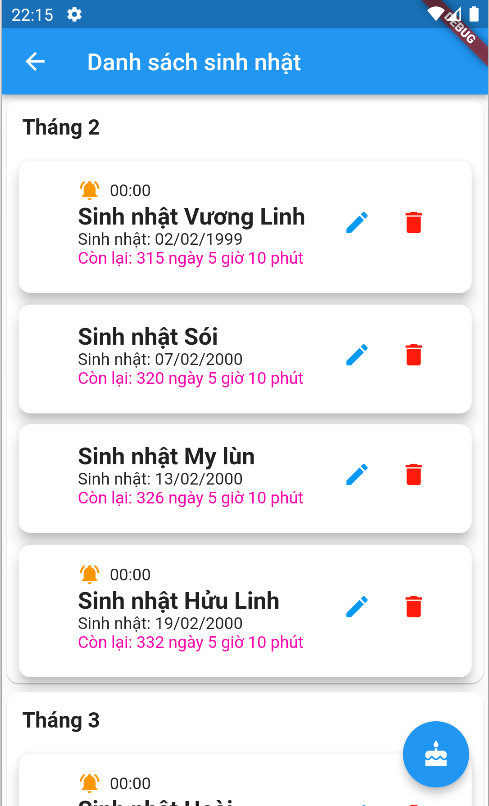 22:15
DEBUG
Danh sách sinh nhật
Tháng 2
00:00
Sinh nhật Vương Linh
Sinh nhật: 02/02/1999
Còn lại: 315 ngày 5 giờ 10 phút
Sinh nhật Sói
Sinh nhật: 07/02/2000
Còn lại: 320 ngày 5 giờ 10 phút
Sinh nhật My lùn
Sinh nhật: 13/02/2000
Còn lại: 326 ngày 5 giờ 10 phút
00:00
Sinh nhật Hửu Linh
Sinh nhật: 19/02/2000
Còn lại: 332 ngày 5 giờ 10 phút
Tháng 3
00:00
Sinh nhật Hoài